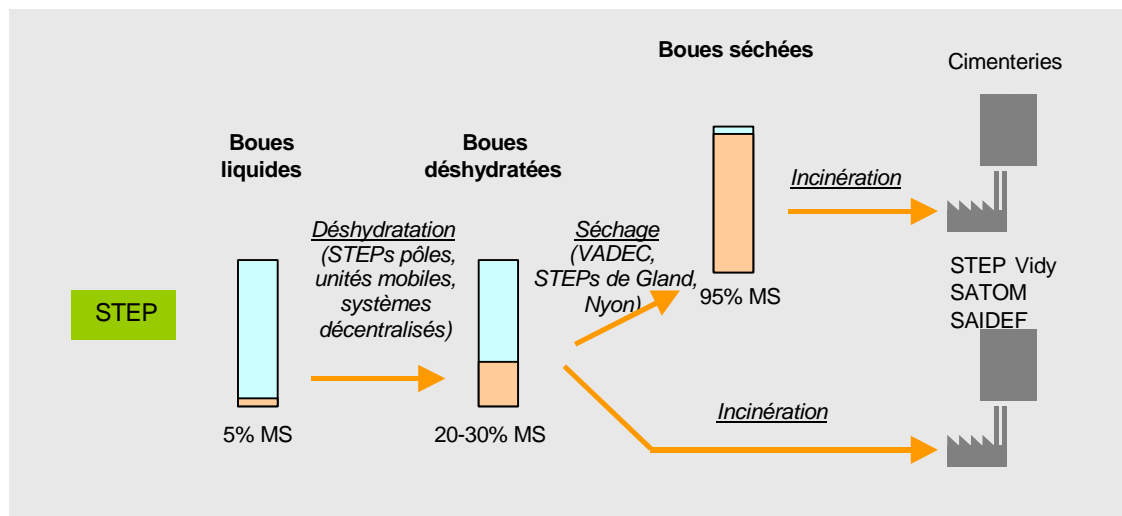 STEP
Boues
liquides
5% MS
Déshydratation
(STEPs pôles,
unités mobiles,
systèmes
décentralisés)
Boues
déshydratées
20-30% MS
Séchage
(VADEC,
STEPs de Gland,
Nyon)
Boues séchées
95% MS
Incinération
Cimenteries
Incinération
STEP Vidy
SATOM
SAIDEF